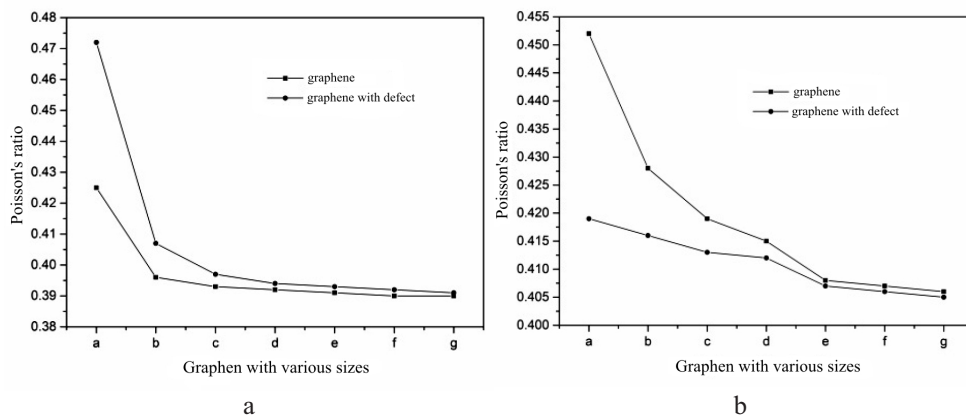 0.48
0.47
0.46
0.45
0.44
0.43
0.42
0.41
0.40
0.39
0.38
Poisson's ratio
graphene
graphene with defect
a b c d e f g
Graphen with various sizes
a
0.455
0.450
0.445
0.440
0.435
0.430
0.425
0.420
0.415
0.410
0.405
0.400
Poisson's ratio
graphene
graphene with defect
a b c d e f g
Graphen with various sizes
b